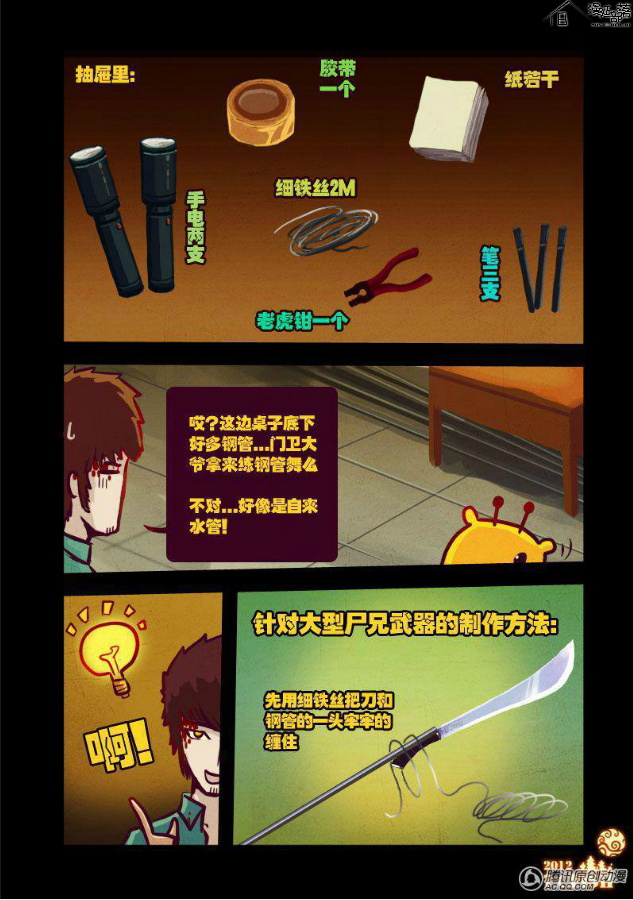 漫画部落
抽屉里:
胶带
一个
纸若干
手电两支
细铁丝2M
笔三支
老虎钳一个
哎?这边桌子底下
好多钢管...门卫大
爷拿来练钢管舞么
不对...好像是自来
水管!
啊!
针对大型尸兄武器的制作方法:
先用细铁丝把刀和
钢管的一头牢牢的
缠住
2012
腾讯原创动漫
AC.QQ.COM